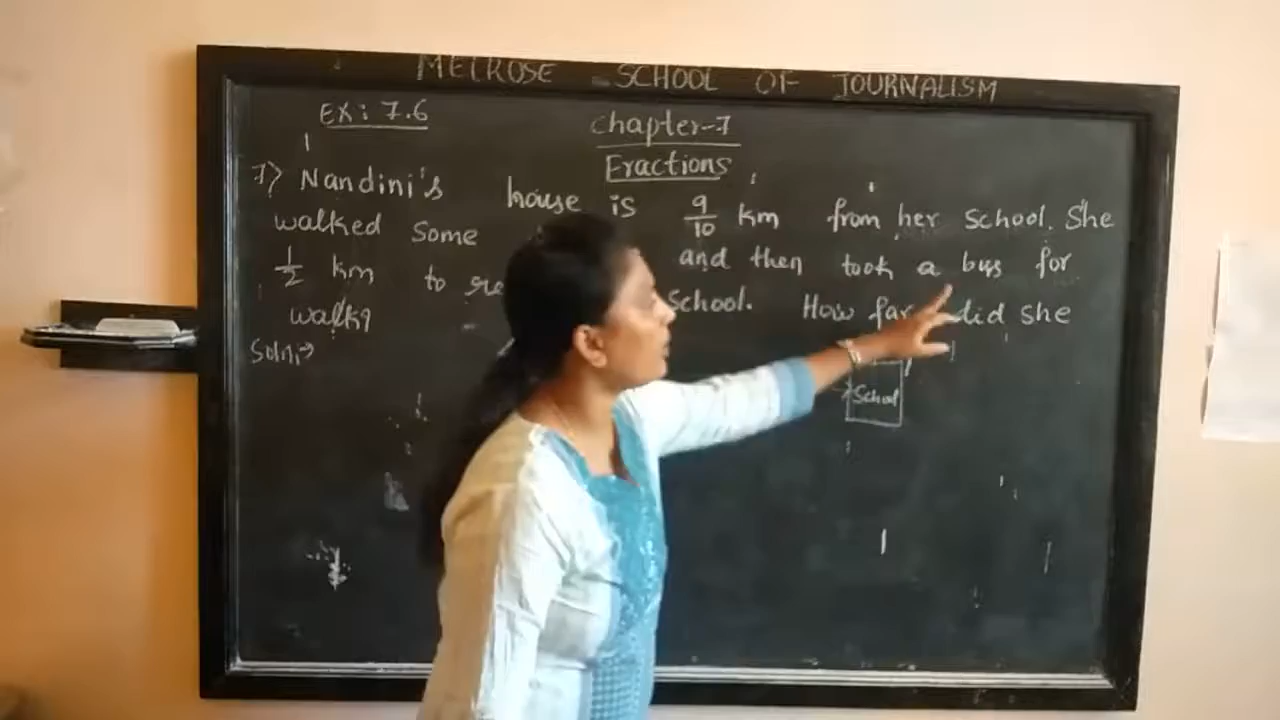 MELROSE SCHOOL OF JOURNALISM
EX: 7.6
Chapter-7
Fractions
7) Nandini's house is 9/10 km from her School. She
walked some and then took a bus for
1/2 km to School. How far did she
walk?
Soln:→
School